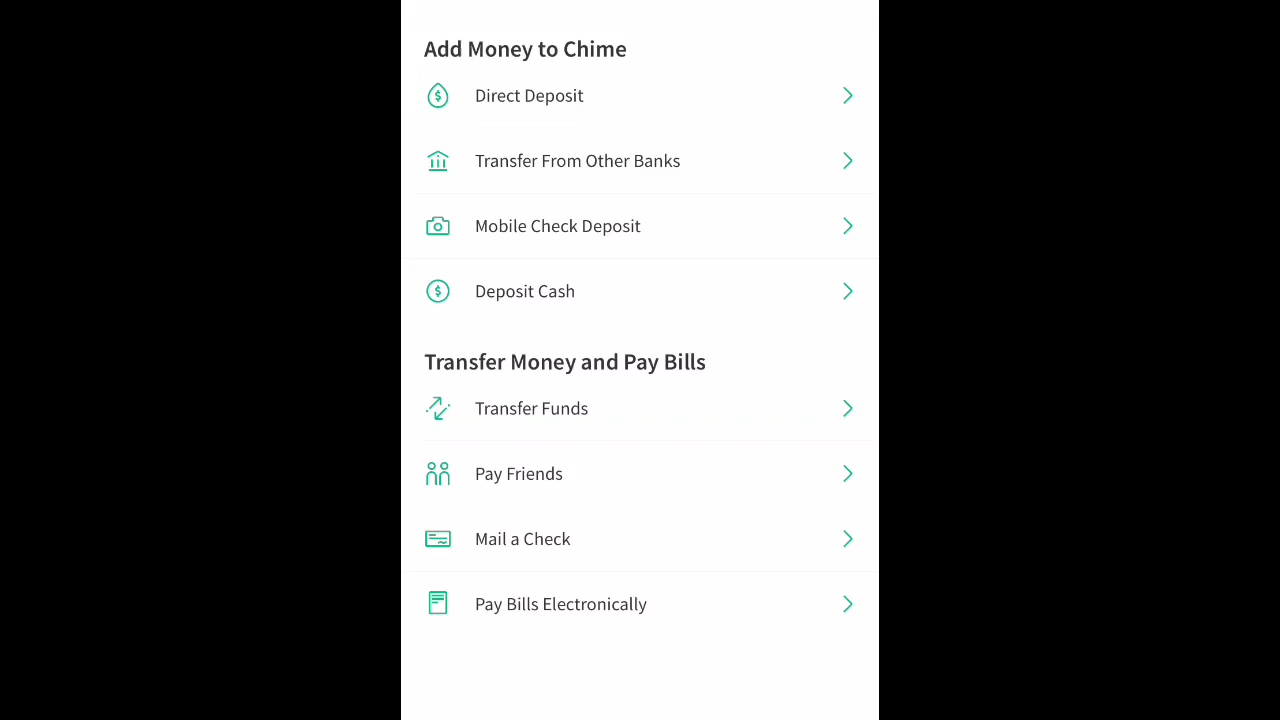 Add Money to Chime
Direct Deposit
Transfer From Other Banks
Mobile Check Deposit
Deposit Cash
Transfer Money and Pay Bills
Transfer Funds
Pay Friends
Mail a Check
Pay Bills Electronically